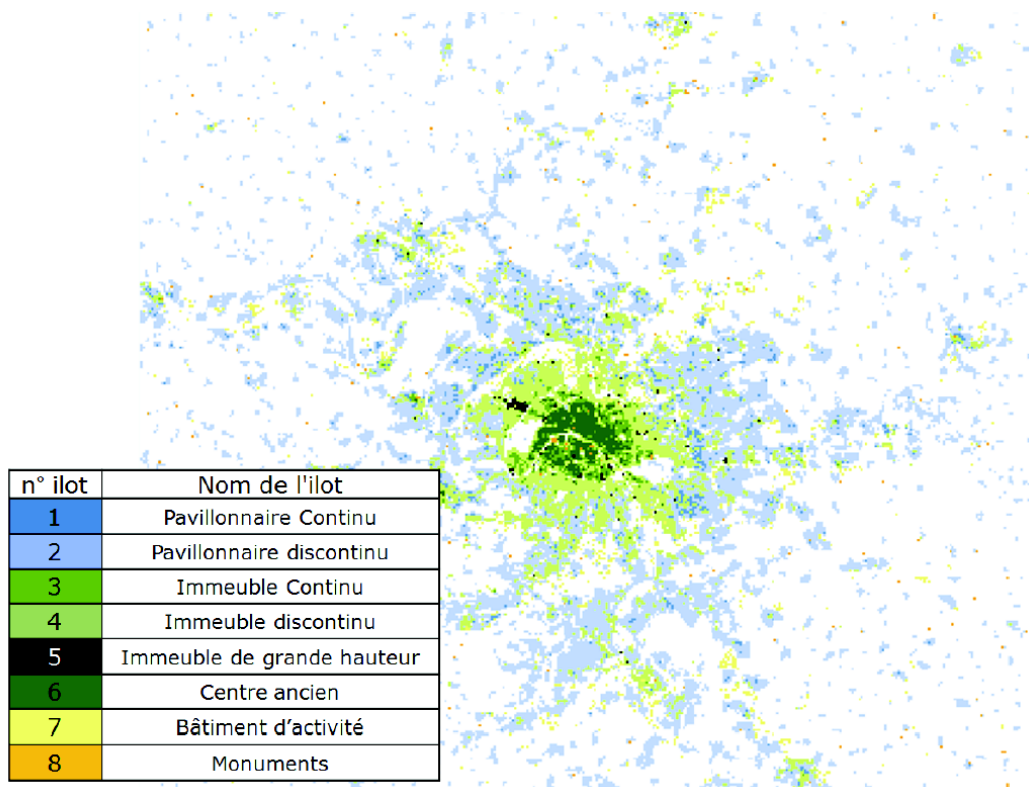 n° ilot Nom de l'ilot
1 Pavillonnaire Continu
2 Pavillonnaire discontinu
3 Immeuble Continu
4 Immeuble discontinu
5 Immeuble de grande hauteur
6 Centre ancien
7 Bâtiment d’activité
8 Monuments